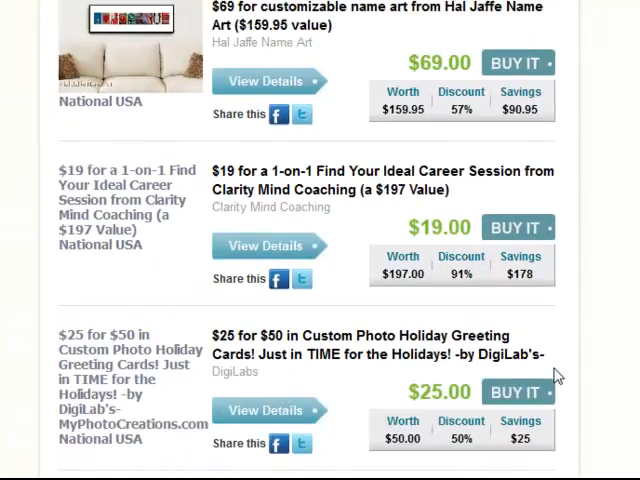 $69 for customizable name art from Hal Jaffe Name
Art ($159.95 value)
Hal Jaffe Name Art
$69.00 BUY IT
View Details
Worth Discount Savings
$159.95 57% $90.95
Share this f t
National USA
$19 for a 1-on-1 Find
Your Ideal Career
Session from Clarity
Mind Coaching (a
$197 Value)
National USA
$19 for a 1-on-1 Find Your Ideal Career Session from
Clarity Mind Coaching (a $197 Value)
Clarity Mind Coaching
$19.00 BUY IT
View Details
Worth Discount Savings
$197.00 91% $178
Share this f t
$25 for $50 in
Custom Photo Holiday
Greeting Cards! Just
in TIME for the
Holidays! -by
DigiLab's-
MyPhotoCreations.com
National USA
$25 for $50 in Custom Photo Holiday Greeting
Cards! Just in TIME for the Holidays! -by DigiLab's-
DigiLabs
$25.00 BUY IT
View Details
Worth Discount Savings
$50.00 50% $25
Share this f t